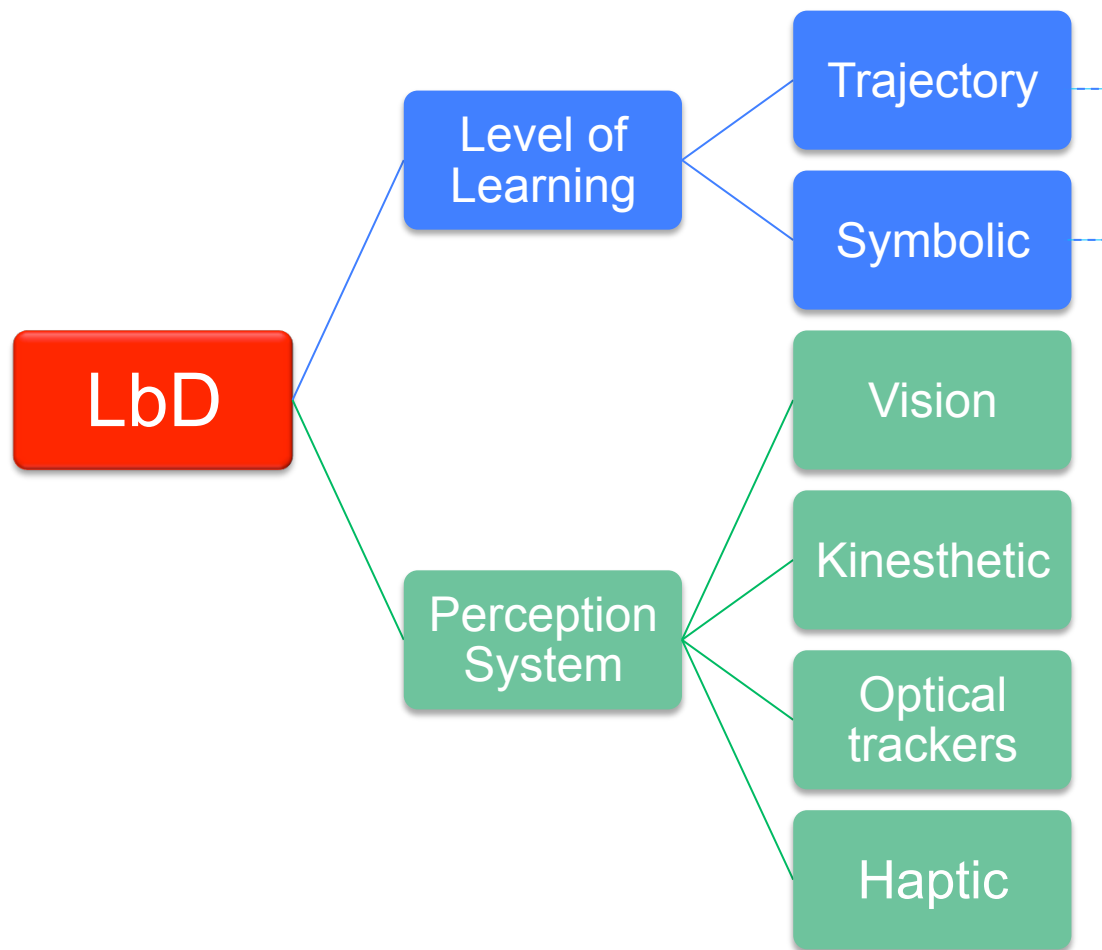 LbD
Level of
Learning
Trajectory
Symbolic
Perception
System
Vision
Kinesthetic
Optical
trackers
Haptic